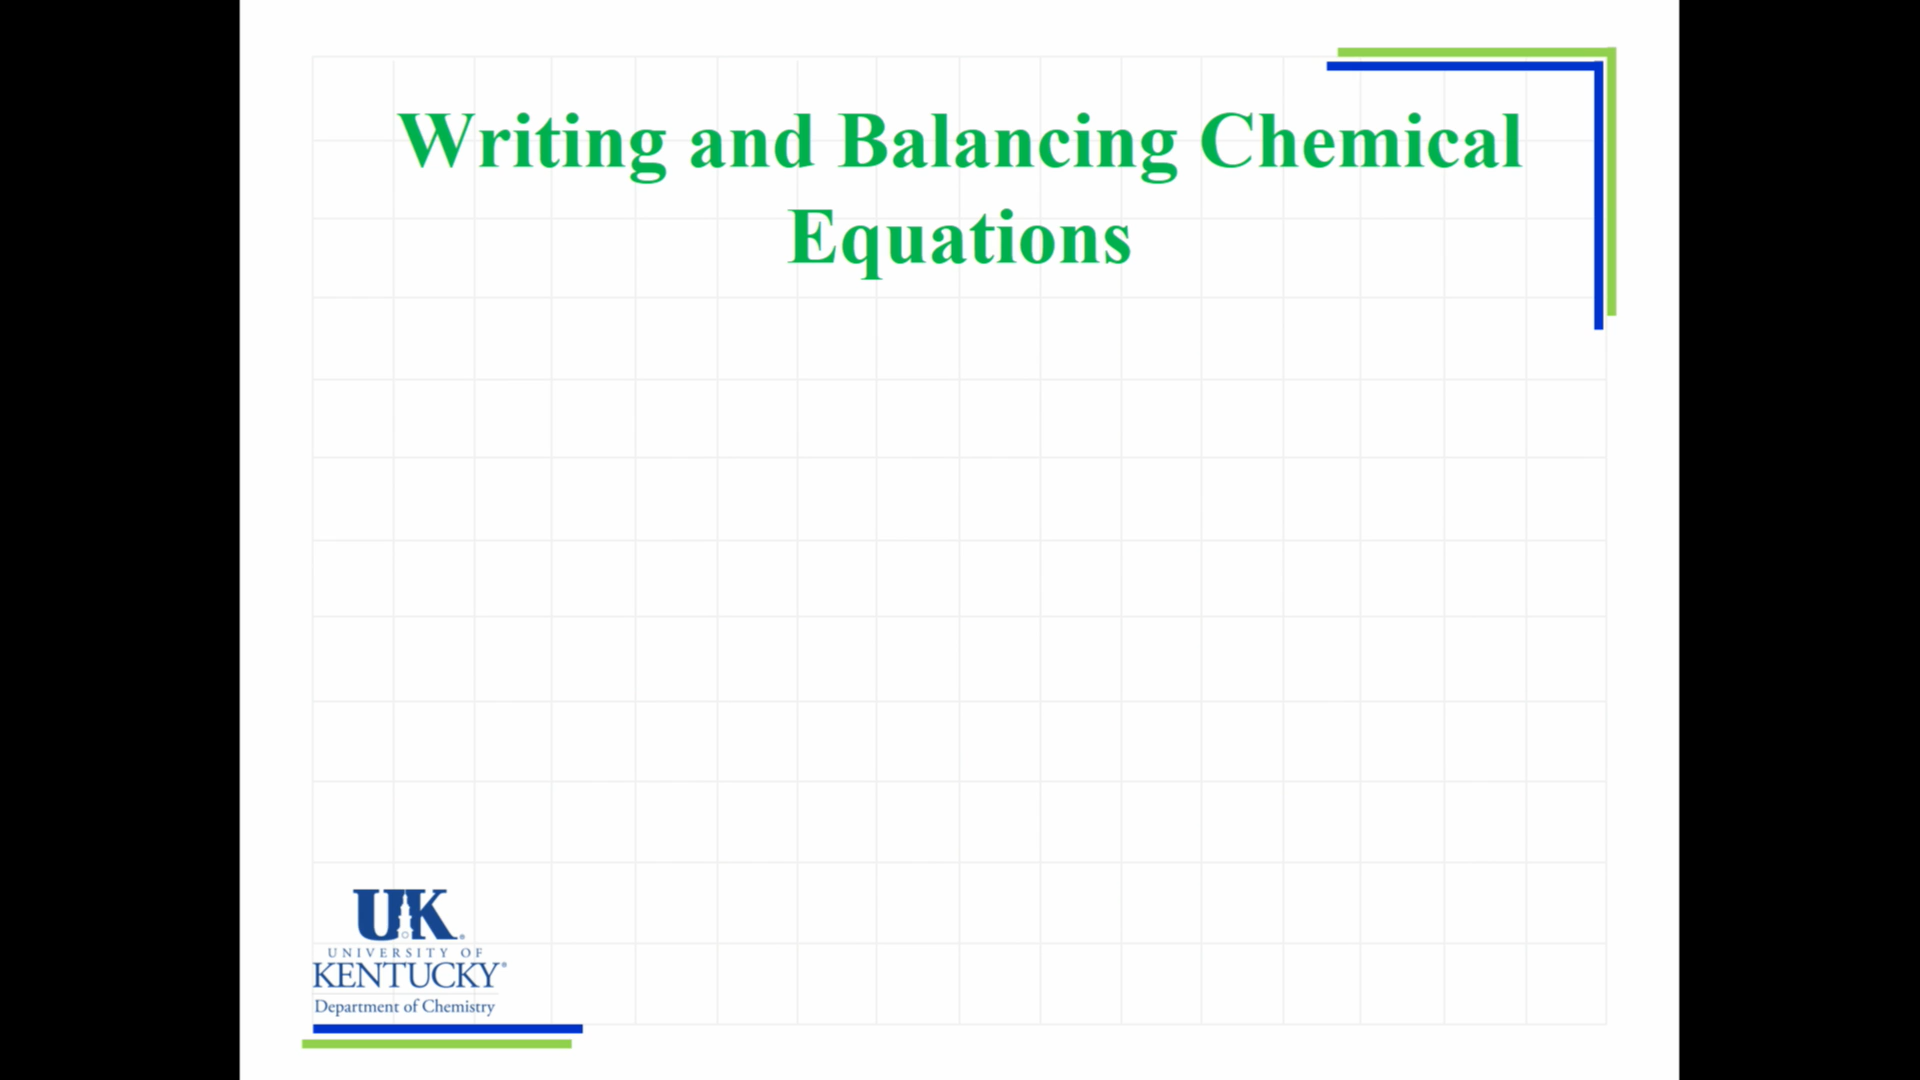 Writing and Balancing Chemical
Equations
UK®
UNIVERSITY OF
KENTUCKY®
Department of Chemistry